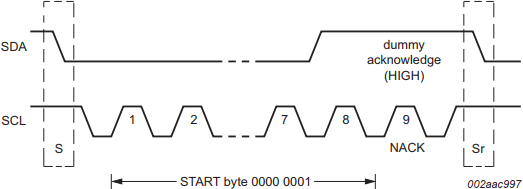 SDA
dummy
acknowledge
(HIGH)
SCL
1
2
7
8
9
S
NACK
Sr
START byte 0000 0001
002aac997